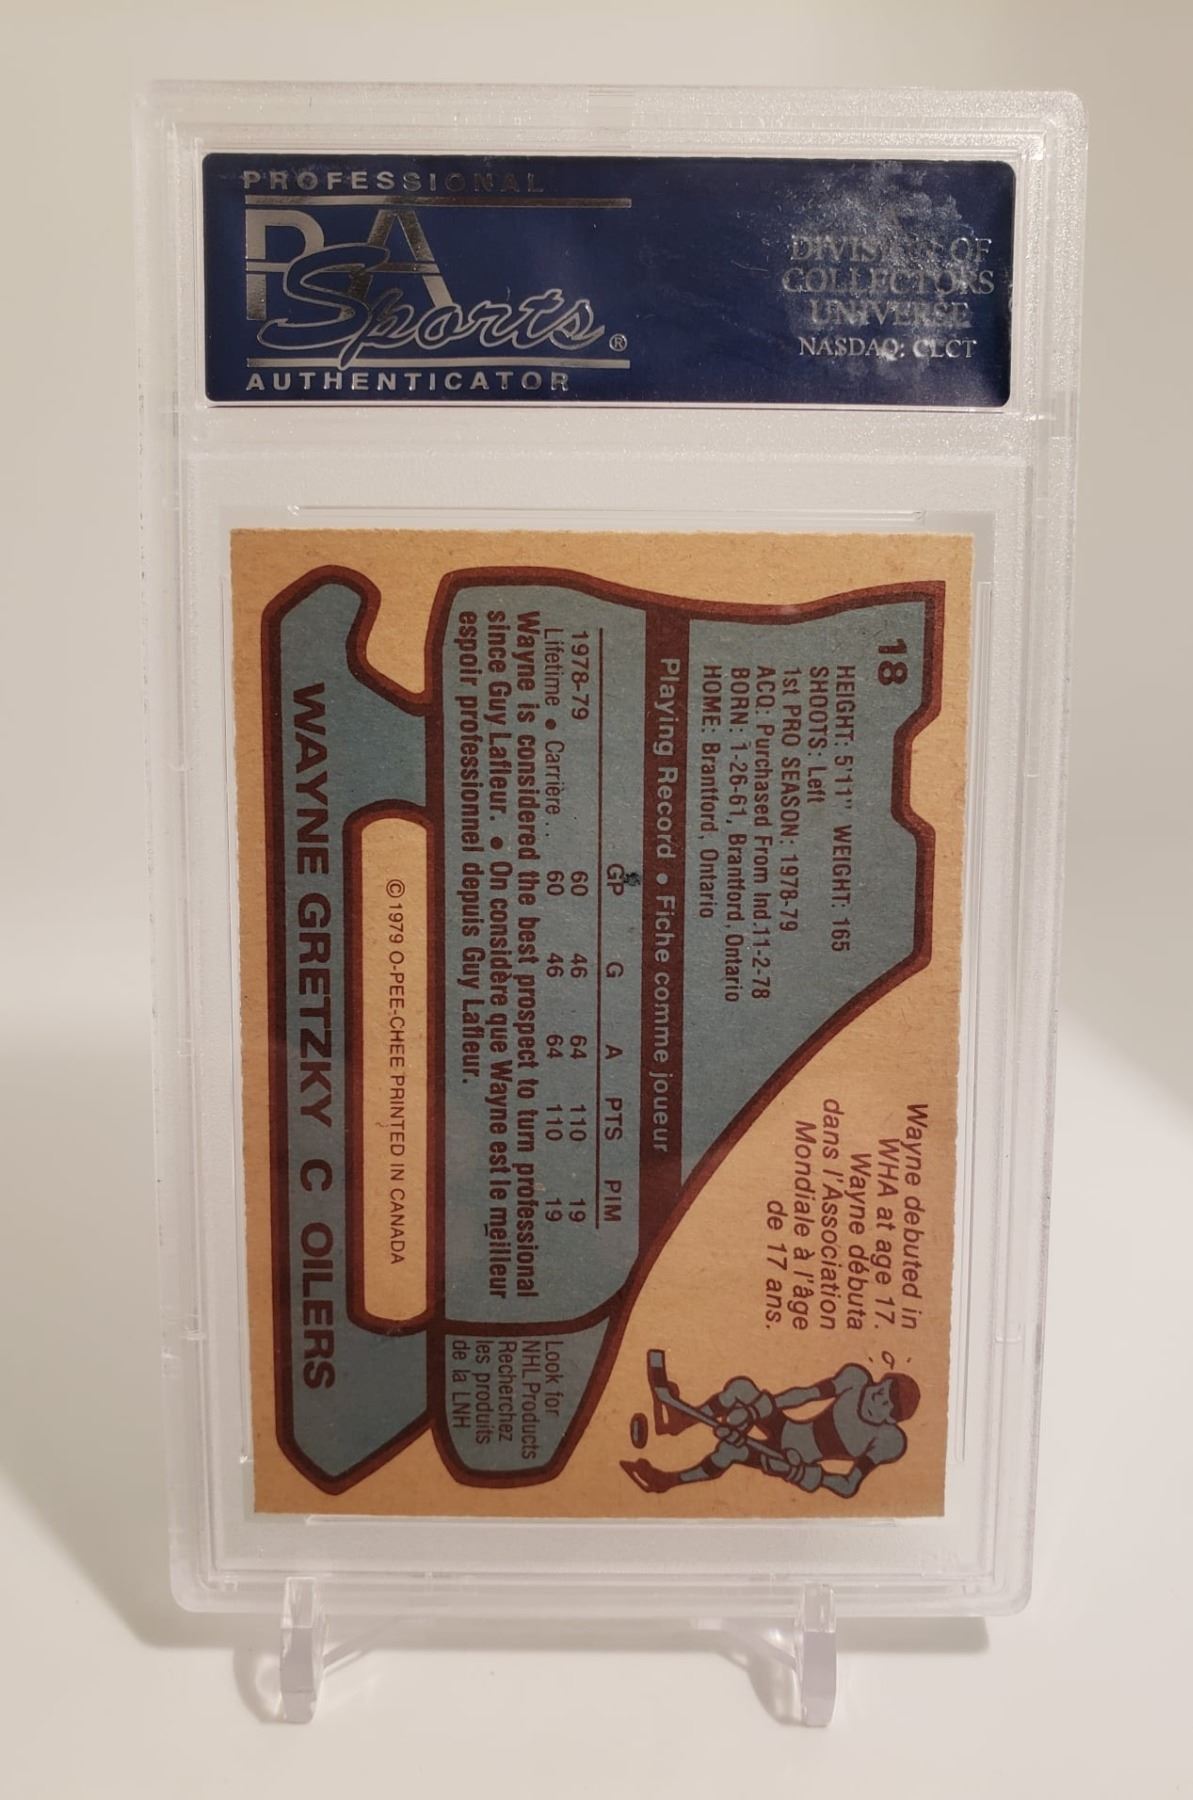 PROFESSIONAL
PSA
Sports®
AUTHENTICATOR
DIVISION OF
COLLECTORS
UNIVERSE
NASDAQ: CLCT
18
HEIGHT: 5'11" WEIGHT: 165
SHOOTS: Left
1st PRO SEASON: 1978-79
ACQ: Purchased From Ind. 11-2-78
BORN: 1-26-61, Brantford, Ontario
HOME: Brantford, Ontario
Wayne debuted in
WHA at age 17.
Wayne débuta
dans l'Association
Mondiale à l'âge
de 17 ans.
Playing Record • Fiche comme joueur
GP G A PTS PIM
1978-79 60 46 64 110 19
Lifetime • Carrière.. 60 46 64 110 19
Wayne is considered the best prospect to turn professional
since Guy Lafleur. • On considère que Wayne est le meilleur
espoir professionnel depuis Guy Lafleur.
Look for
NHL Products
Recherchez
les produits
de la LNH
© 1979 O-PEE-CHEE PRINTED IN CANADA
WAYNE GRETZKY C OILERS